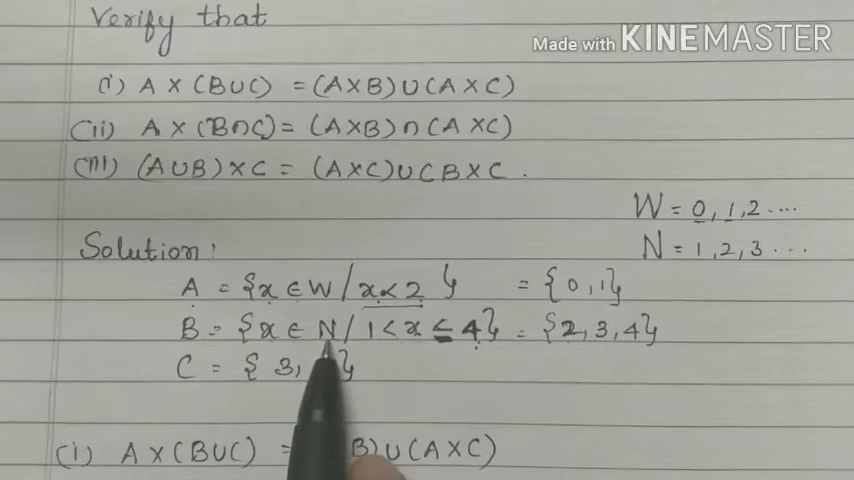 Verify that
Made with KINEMASTER
(i) A × (B∪C) = (A×B)∪(A×C)
(ii) A × (B∩C) = (A×B)∩(A×C)
(III) (A∪B)×C = (A×C)∪(B×C.
W = 0, 1, 2 ....
Solution:
N = 1, 2, 3 ...
A = {x ∈ W / x < 2 } = {0, 1}
B = {x ∈ N / 1 < x ≤ 4} = {2, 3, 4}
C = { 3, }
(i) A × (B∪C) = B)∪(A×C)